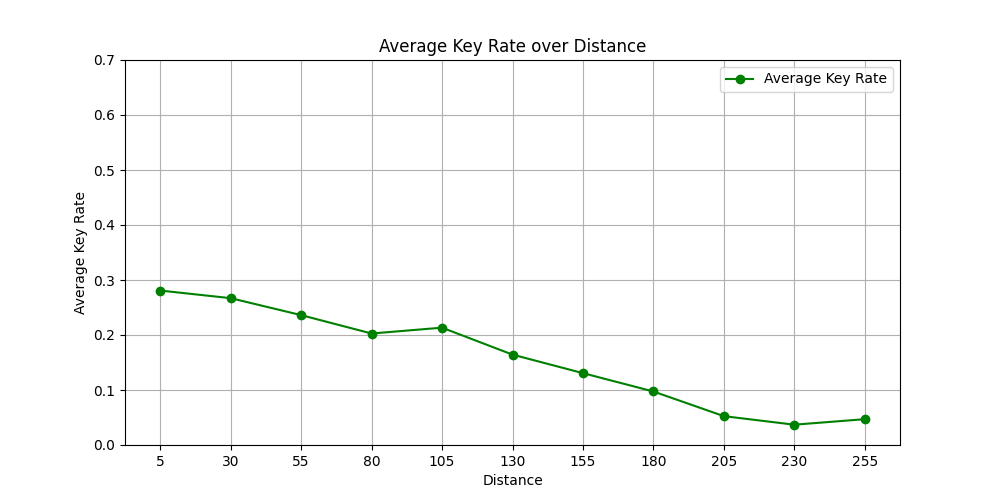 Average Key Rate over Distance
Average Key Rate
0.7
0.6
0.5
0.4
0.3
0.2
0.1
0.0
Average Key Rate
5 30 55 80 105 130 155 180 205 230 255
Distance